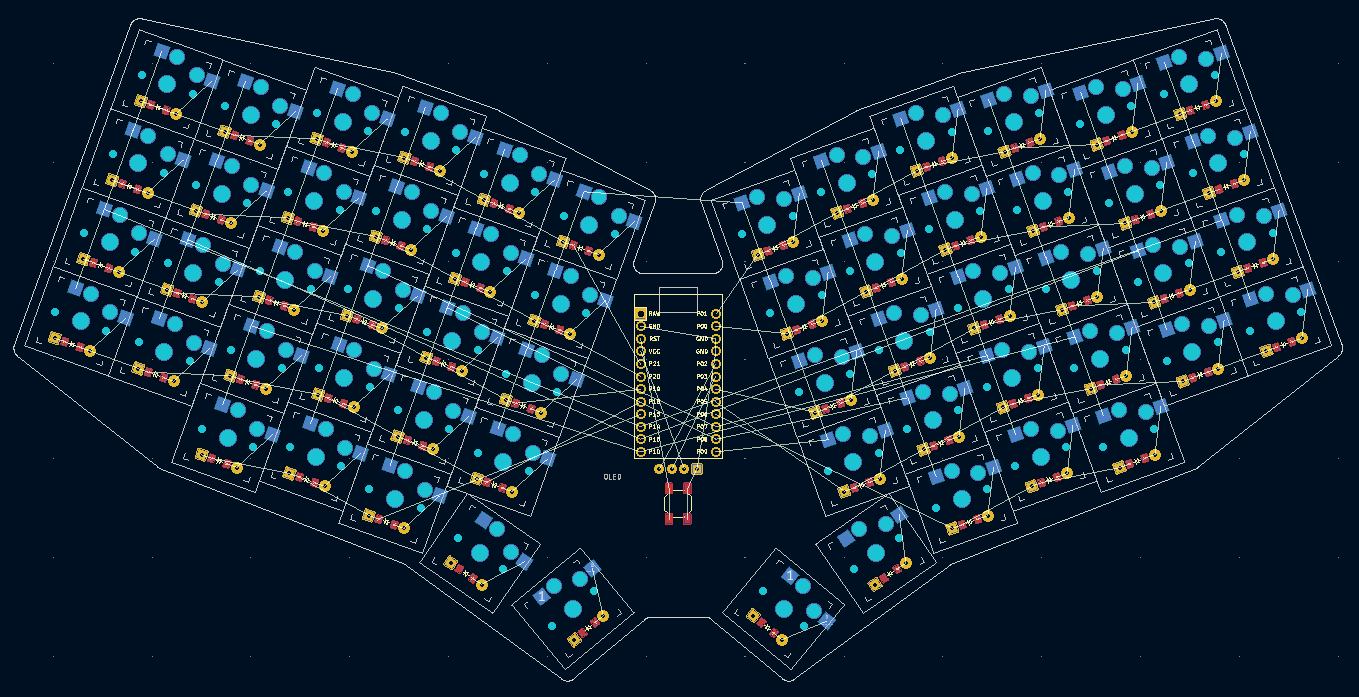 RAW P01
GND P00
RST GND
VCC GND
P21 P02
P20 P03
P19 P04
P18 P05
P15 P06
P14 P07
P16 P08
P10 P09
OLED
1
1